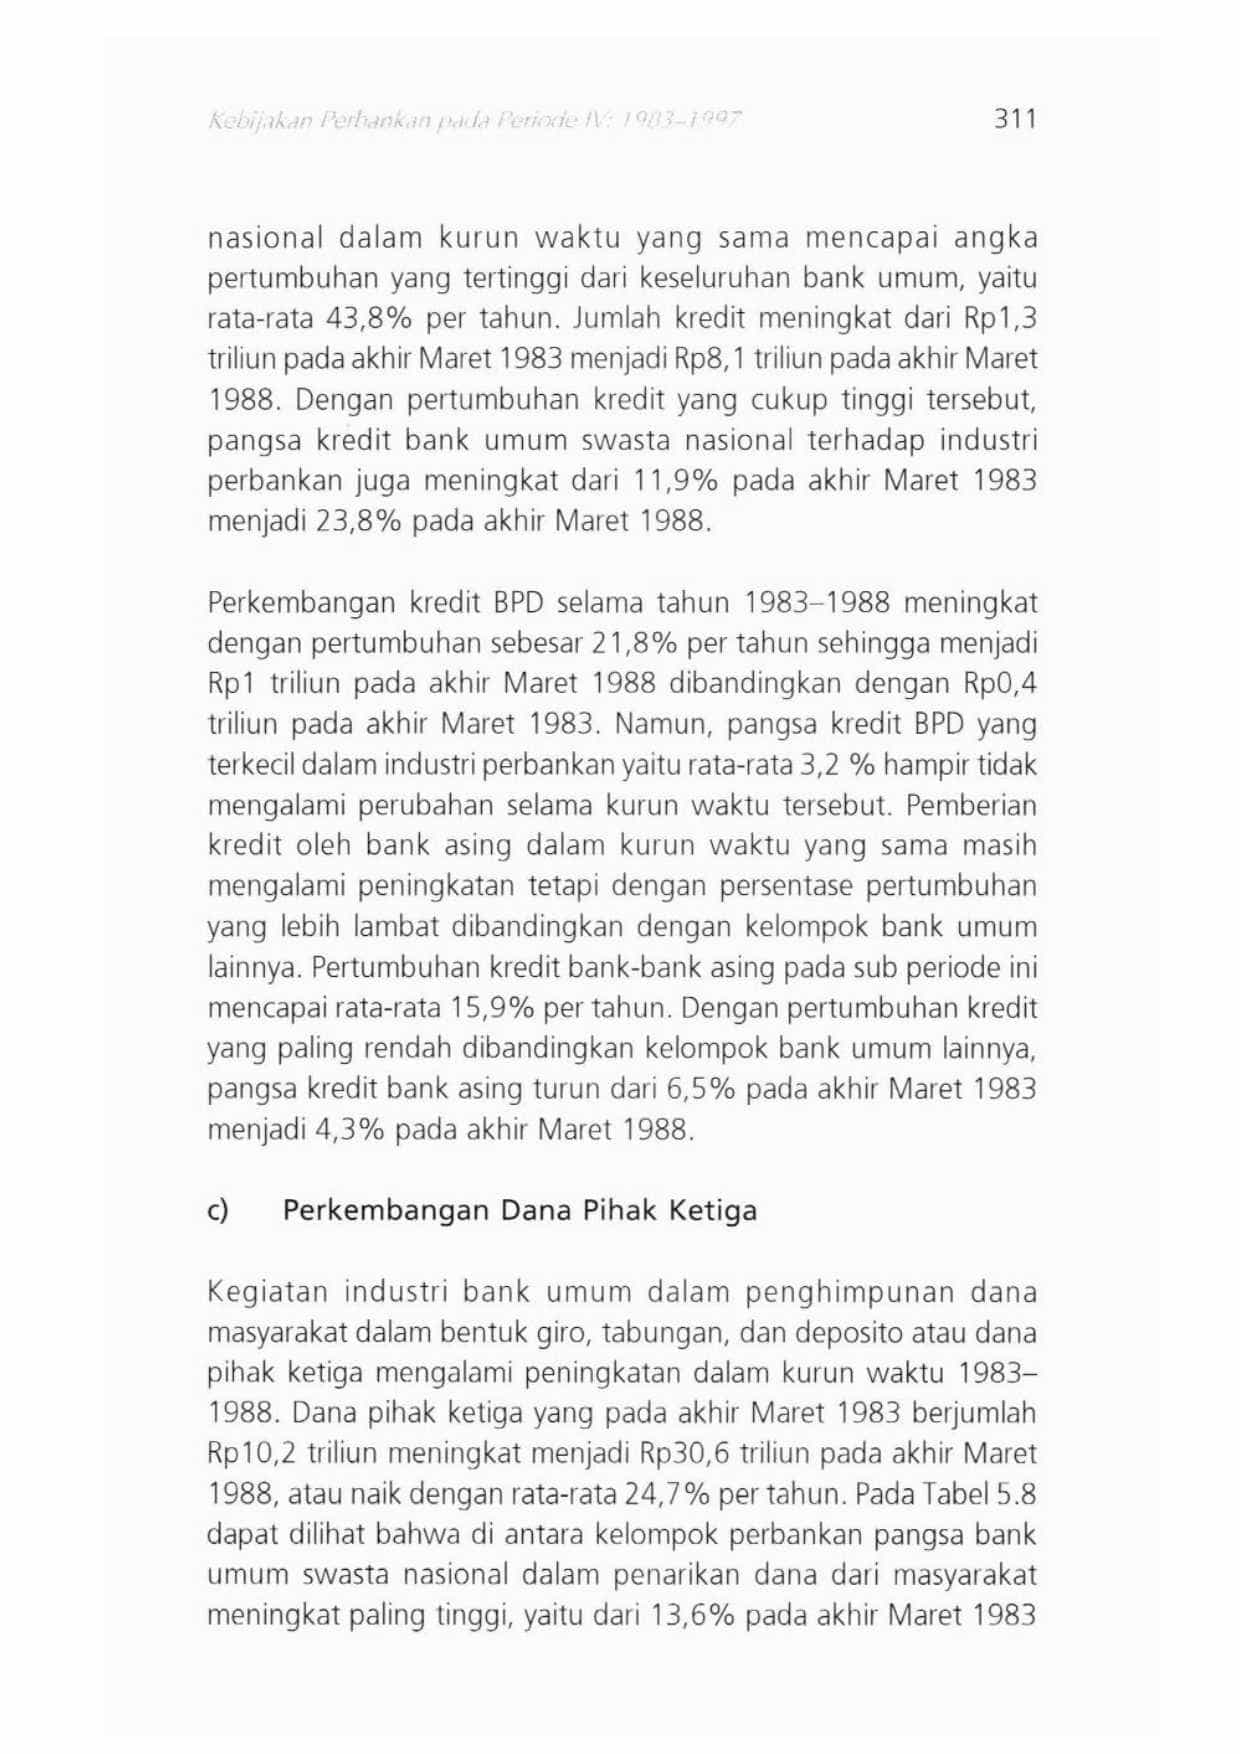 Kebijakan Perbankan pada Periode IV: 1983–1997 311
nasional dalam kurun waktu yang sama mencapai angka
pertumbuhan yang tertinggi dari keseluruhan bank umum, yaitu
rata-rata 43,8% per tahun. Jumlah kredit meningkat dari Rp1,3
triliun pada akhir Maret 1983 menjadi Rp8,1 triliun pada akhir Maret
1988. Dengan pertumbuhan kredit yang cukup tinggi tersebut,
pangsa kredit bank umum swasta nasional terhadap industri
perbankan juga meningkat dari 11,9% pada akhir Maret 1983
menjadi 23,8% pada akhir Maret 1988.
Perkembangan kredit BPD selama tahun 1983–1988 meningkat
dengan pertumbuhan sebesar 21,8% per tahun sehingga menjadi
Rp1 triliun pada akhir Maret 1988 dibandingkan dengan Rp0,4
triliun pada akhir Maret 1983. Namun, pangsa kredit BPD yang
terkecil dalam industri perbankan yaitu rata-rata 3,2 % hampir tidak
mengalami perubahan selama kurun waktu tersebut. Pemberian
kredit oleh bank asing dalam kurun waktu yang sama masih
mengalami peningkatan tetapi dengan persentase pertumbuhan
yang lebih lambat dibandingkan dengan kelompok bank umum
lainnya. Pertumbuhan kredit bank-bank asing pada sub periode ini
mencapai rata-rata 15,9% per tahun. Dengan pertumbuhan kredit
yang paling rendah dibandingkan kelompok bank umum lainnya,
pangsa kredit bank asing turun dari 6,5% pada akhir Maret 1983
menjadi 4,3% pada akhir Maret 1988.
c) Perkembangan Dana Pihak Ketiga
Kegiatan industri bank umum dalam penghimpunan dana
masyarakat dalam bentuk giro, tabungan, dan deposito atau dana
pihak ketiga mengalami peningkatan dalam kurun waktu 1983–
1988. Dana pihak ketiga yang pada akhir Maret 1983 berjumlah
Rp10,2 triliun meningkat menjadi Rp30,6 triliun pada akhir Maret
1988, atau naik dengan rata-rata 24,7% per tahun. Pada Tabel 5.8
dapat dilihat bahwa di antara kelompok perbankan pangsa bank
umum swasta nasional dalam penarikan dana dari masyarakat
meningkat paling tinggi, yaitu dari 13,6% pada akhir Maret 1983